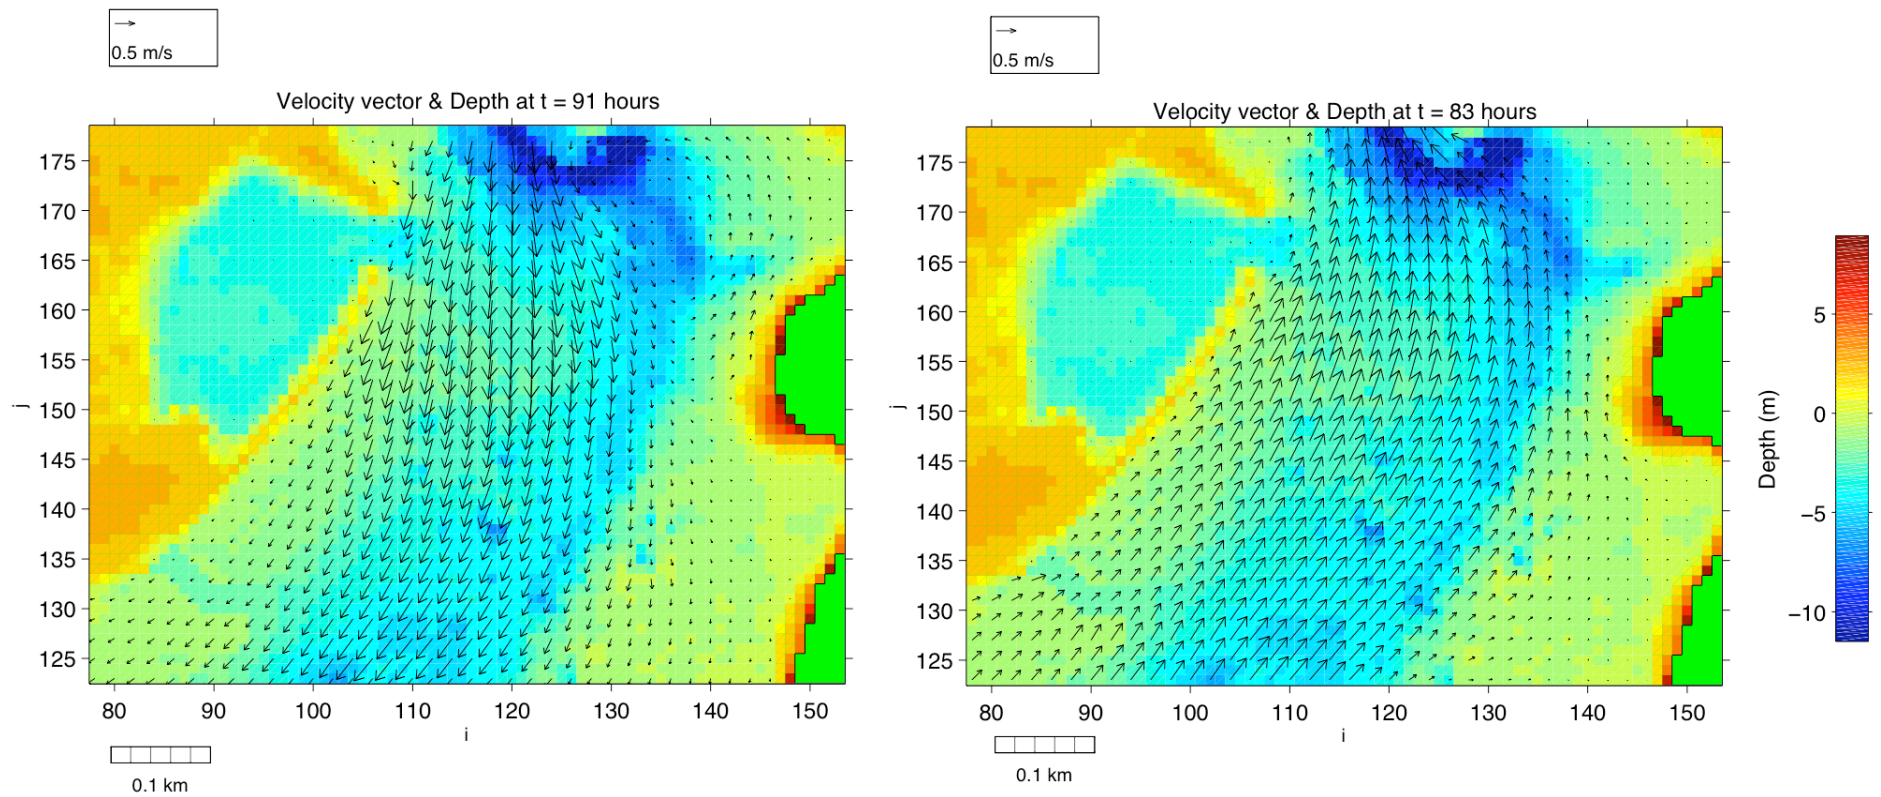 0.5 m/s
Velocity vector & Depth at t = 91 hours
175
170
165
160
155
150
145
140
135
130
125
j
80 90 100 110 120 130 140 150
i
0.1 km
0.5 m/s
Velocity vector & Depth at t = 83 hours
175
170
165
160
155
150
145
140
135
130
125
j
80 90 100 110 120 130 140 150
i
0.1 km
5
0
−5
−10
Depth (m)